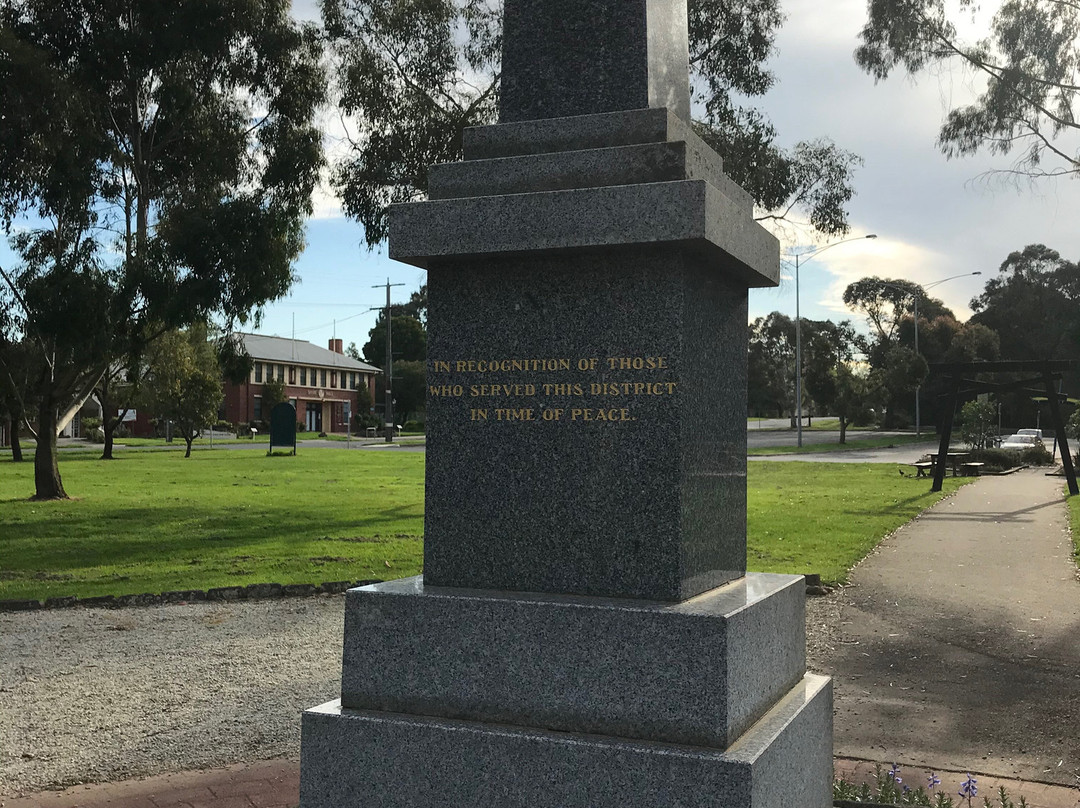 IN RECOGNITION OF THOSE
WHO SERVED THIS DISTRICT
IN TIME OF PEACE.